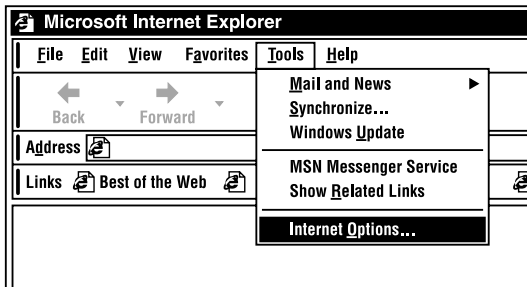 Microsoft Internet Explorer
File Edit View Favorites Tools Help
Mail and News
Synchronize...
Windows Update
MSN Messenger Service
Show Related Links
Internet Options...
Back Forward
Address
Links Best of the Web